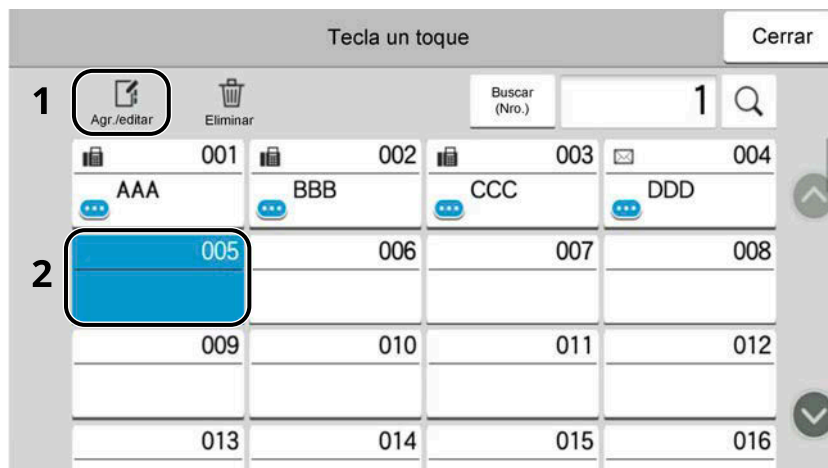 Tecla un toque
Cerrar
1
Agr./editar
Eliminar
Buscar
(Nro.)
1
001
002
003
004
AAA
BBB
CCC
DDD
2
005
006
007
008
009
010
011
012
013
014
015
016